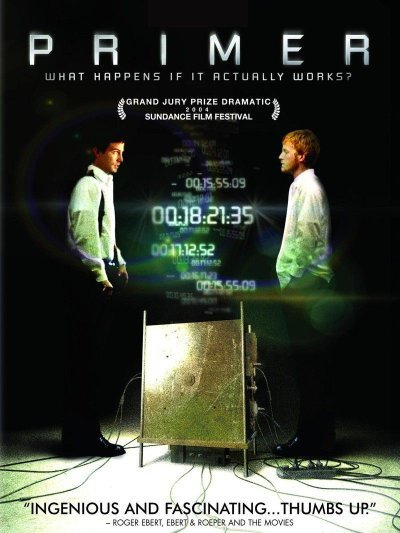 PRIMER
WHAT HAPPENS IF IT ACTUALLY WORKS?
GRAND JURY PRIZE DRAMATIC
2004
SUNDANCE FILM FESTIVAL
00:15:55:09
00:18:21:35
00:17:12:52
00:15:55:09
"INGENIOUS AND FASCINATING...THUMBS UP."
– ROGER EBERT, EBERT & ROEPER AND THE MOVIES